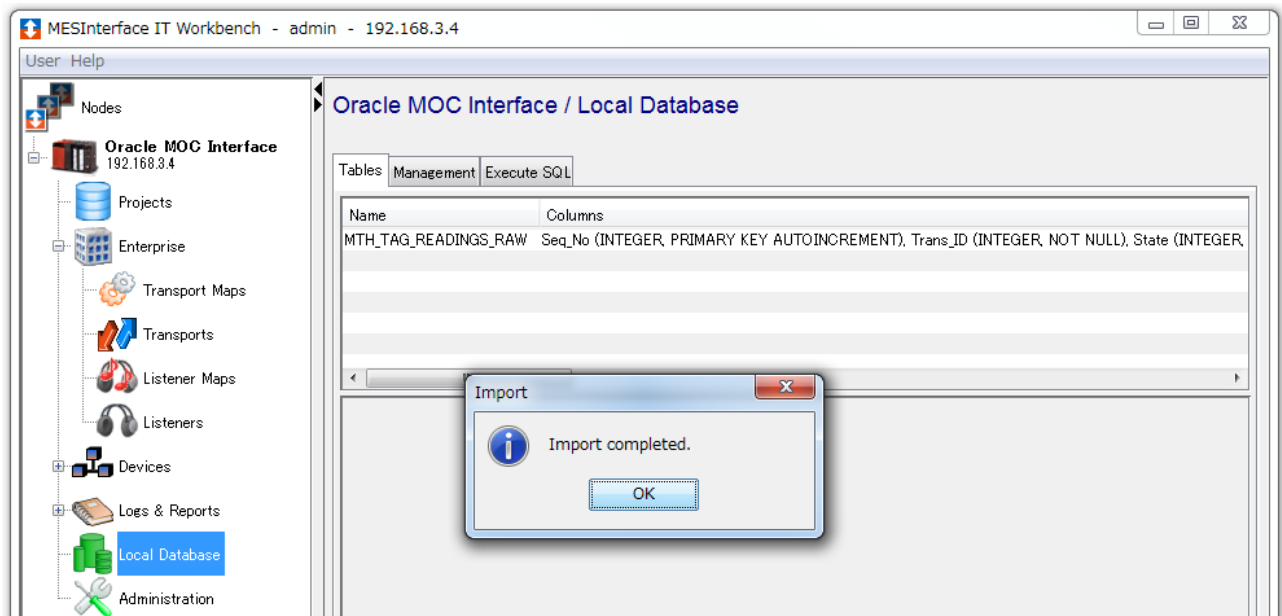 MESInterface IT Workbench - admin - 192.168.3.4
User Help
Nodes
Oracle MOC Interface
192.168.3.4
Projects
Enterprise
Transport Maps
Transports
Listener Maps
Listeners
Devices
Logs & Reports
Local Database
Administration
Oracle MOC Interface / Local Database
Tables Management Execute SQL
Name Columns
MTH_TAG_READINGS_RAW Seq_No (INTEGER, PRIMARY KEY AUTOINCREMENT), Trans_ID (INTEGER, NOT NULL), State (INTEGER,
Import
Import completed.
OK